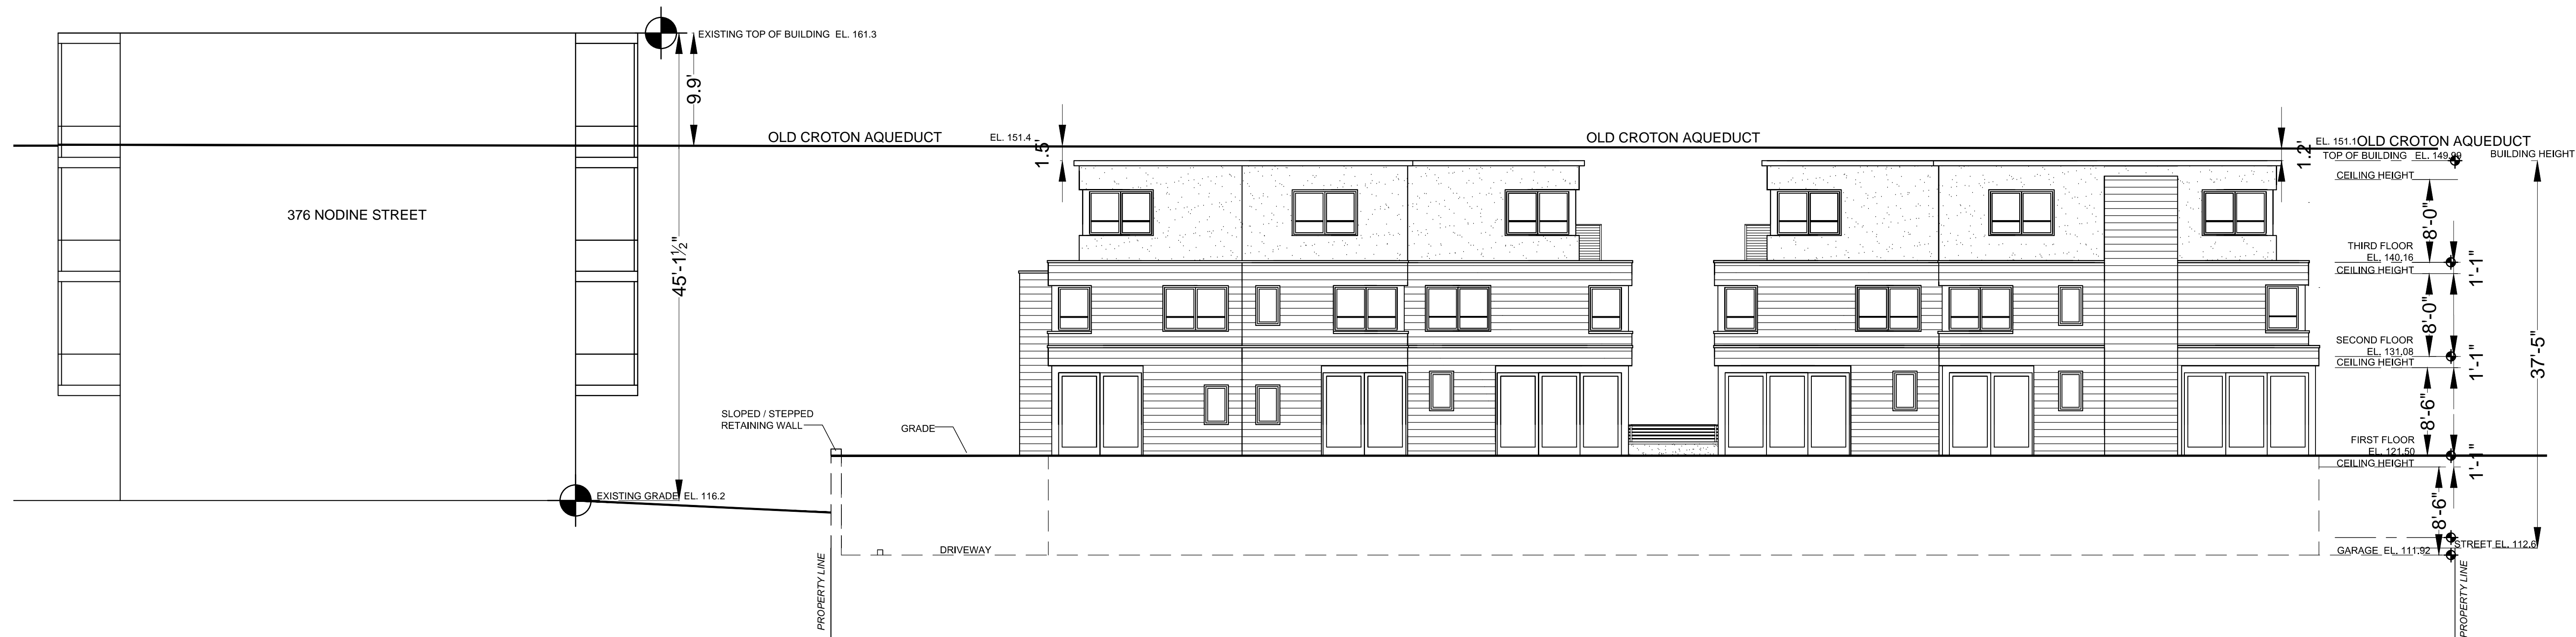 EXISTING TOP OF BUILDING EL. 161.3
9.9'
OLD CROTON AQUEDUCT
EL. 151.4
1.5'
OLD CROTON AQUEDUCT
EL. 151.1
OLD CROTON AQUEDUCT
1.2'
TOP OF BUILDING EL. 149.99
BUILDING HEIGHT
CEILING HEIGHT
8'-0"
376 NODINE STREET
45'-1½"
THIRD FLOOR
EL. 140.16
CEILING HEIGHT
1'-1"
8'-0"
SECOND FLOOR
EL. 131.08
CEILING HEIGHT
1'-1"
37'-5"
8'-6"
SLOPED / STEPPED
RETAINING WALL
GRADE
FIRST FLOOR
EL. 121.50
CEILING HEIGHT
1'-1"
EXISTING GRADE EL. 116.2
8'-6"
DRIVEWAY
GARAGE EL. 111.92
STREET EL. 112.6
PROPERTY LINE
PROPERTY LINE